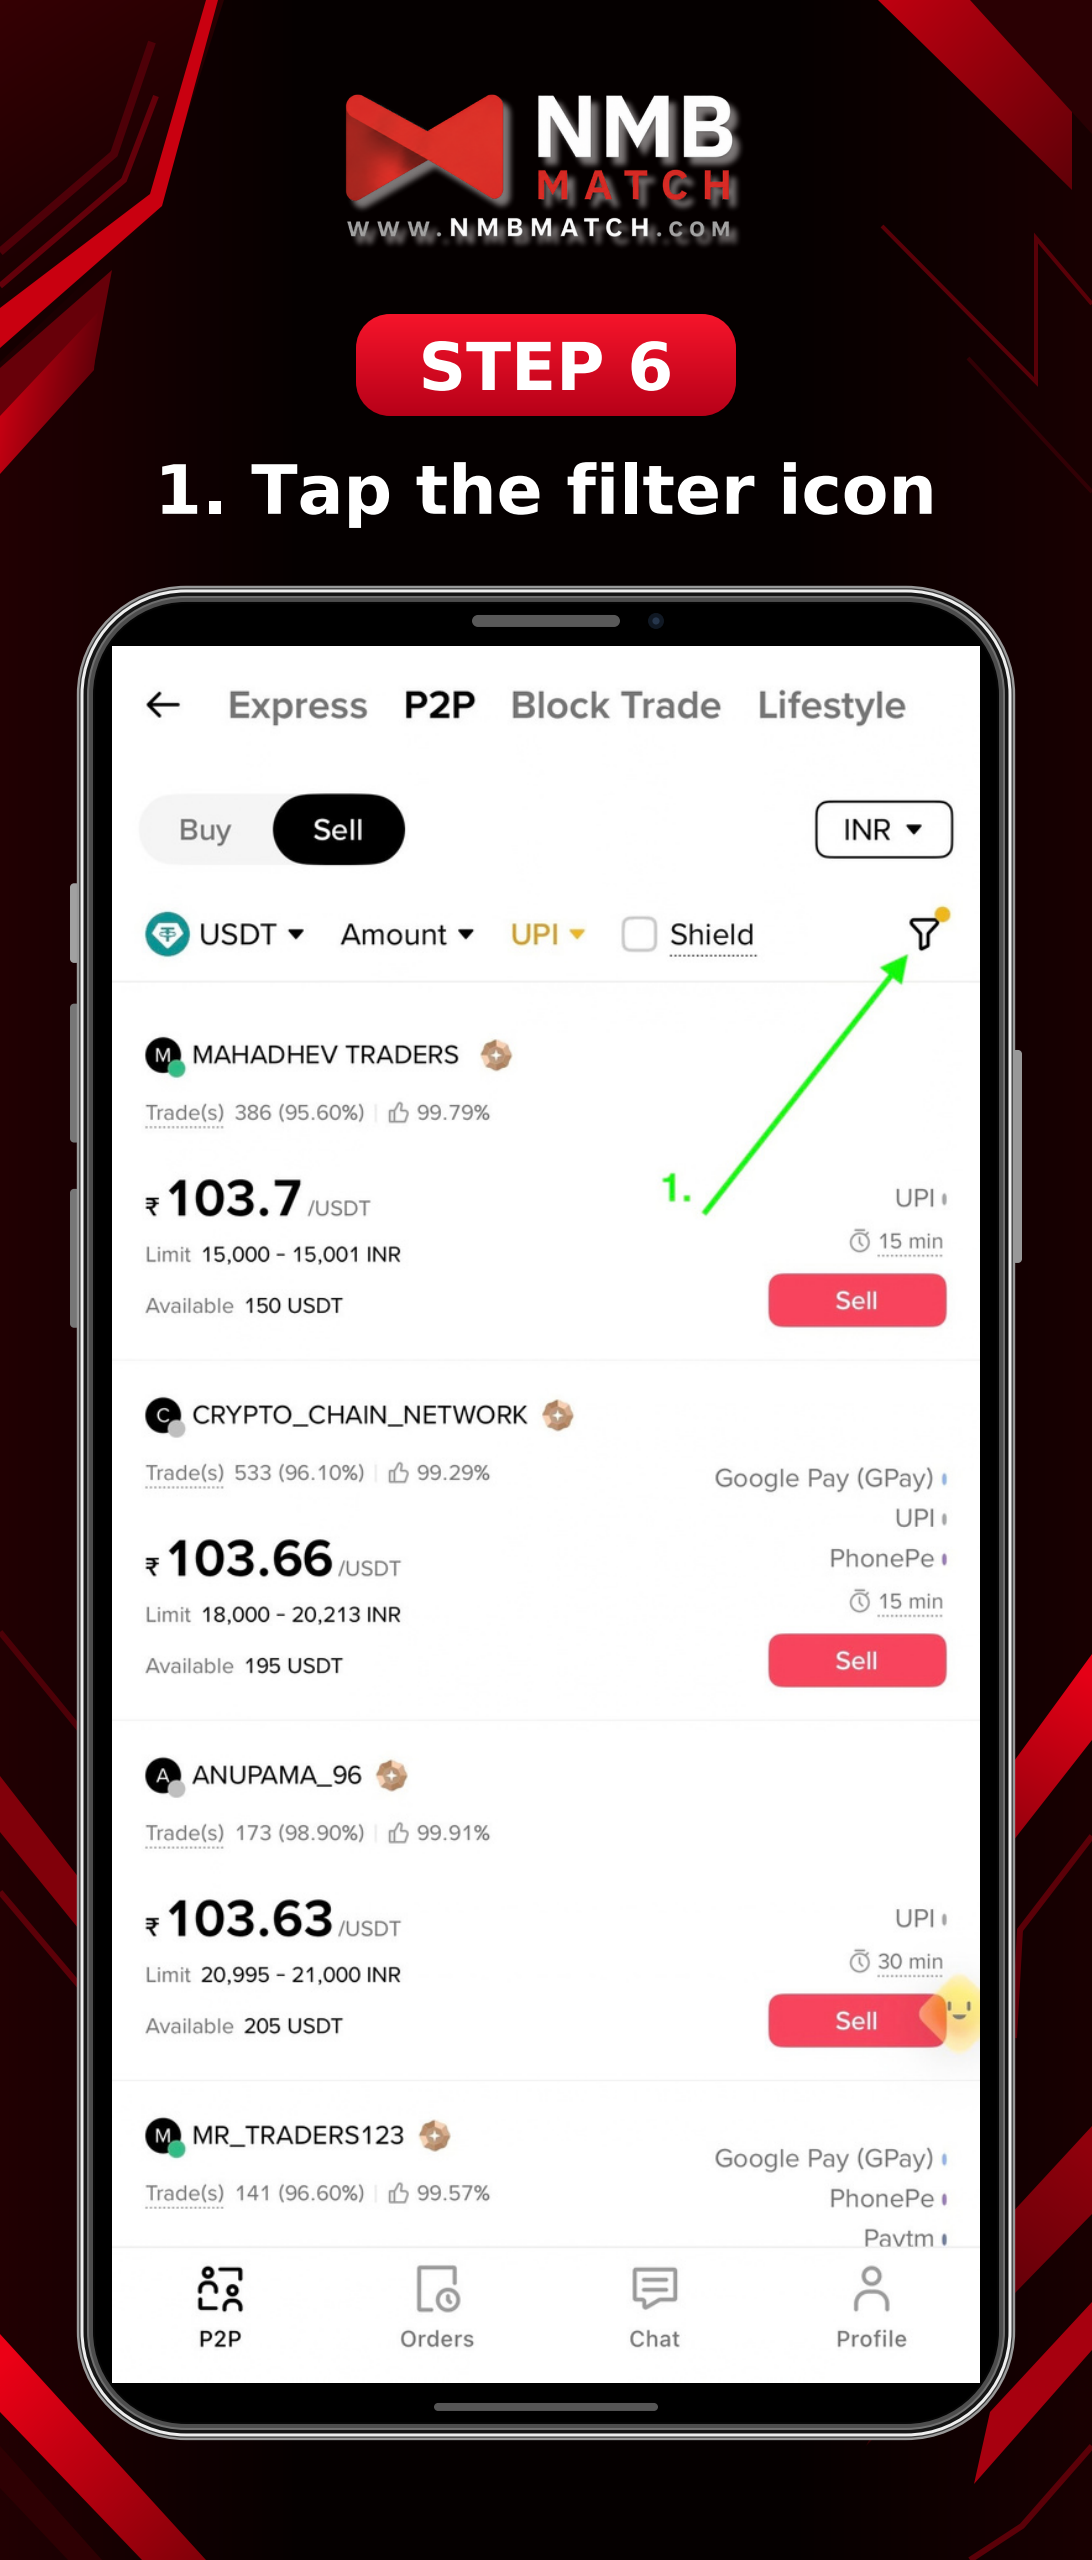 NMB
MATCH
WWW.NMBMATCH.COM
STEP 6
1. Tap the filter icon
Express P2P Block Trade Lifestyle
Buy Sell INR
USDT Amount UPI Shield
M MAHADHEV TRADERS
Trade(s) 386 (95.60%) 99.79%
1.
₹ 103.7 /USDT UPI
Limit 15,000 - 15,001 INR 15 min
Available 150 USDT Sell
C CRYPTO_CHAIN_NETWORK
Trade(s) 533 (96.10%) 99.29% Google Pay (GPay)
UPI
₹ 103.66 /USDT PhonePe
Limit 18,000 - 20,213 INR 15 min
Available 195 USDT Sell
A ANUPAMA_96
Trade(s) 173 (98.90%) 99.91%
₹ 103.63 /USDT UPI
Limit 20,995 - 21,000 INR 30 min
Available 205 USDT Sell
M MR_TRADERS123
Google Pay (GPay)
Trade(s) 141 (96.60%) 99.57% PhonePe
Paytm
P2P Orders Chat Profile